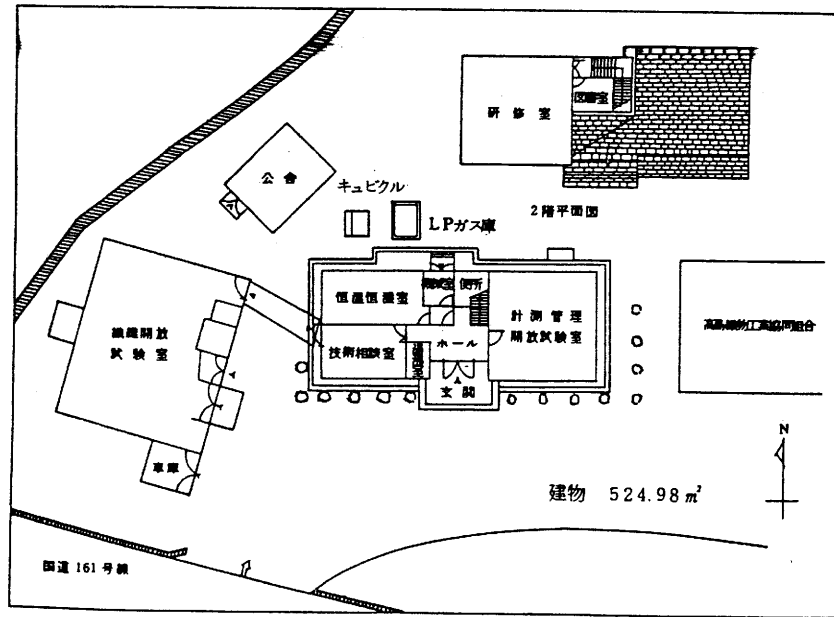 研修室
図書室
2階平面図
公舎
キュビクル
LPガス庫
恒温恒湿室
便所
計測管理
開放試験室
繊維開放
試験室
技術相談室
ホール
玄関
高島織物工業協同組合
車庫
N
建物 524.98㎡
国道161号線